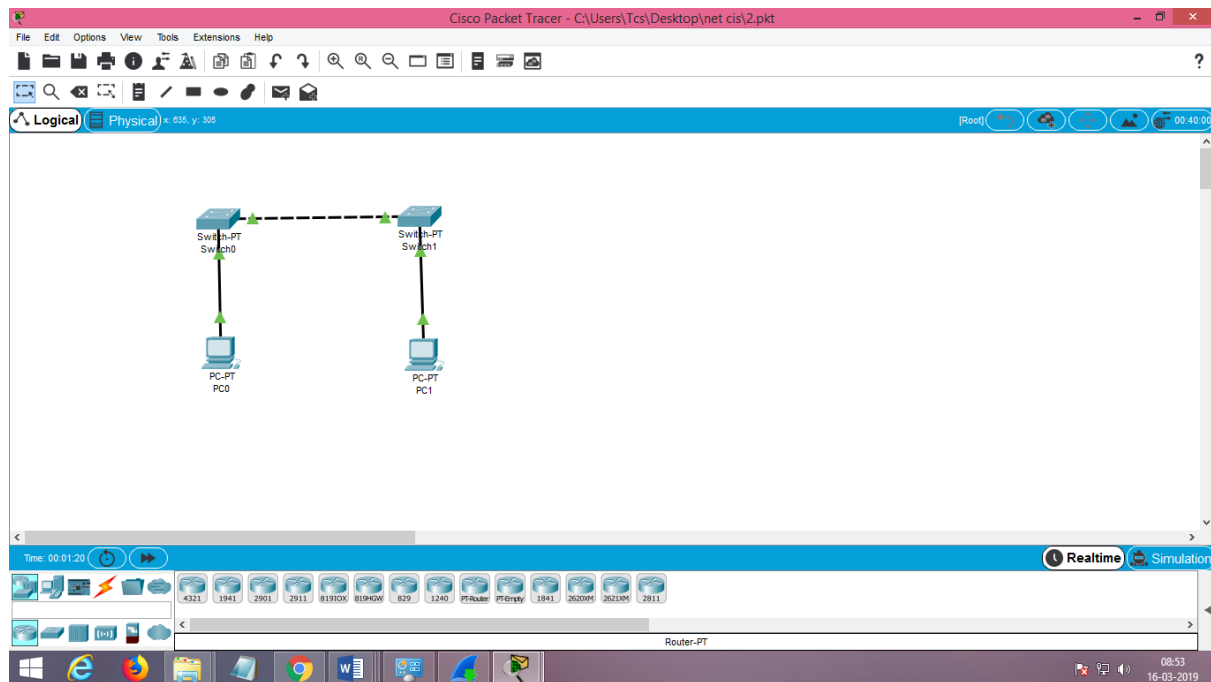 Cisco Packet Tracer - C:\Users\Tcs\Desktop\net cis\2.pkt
File Edit Options View Tools Extensions Help
?
Logical Physical x: 635, y: 305 [Root] 00:40:00
Switch-PT
Switch0
Switch-PT
Switch1
PC-PT
PC0
PC-PT
PC1
Time: 00:01:20 Realtime Simulation
4321 1941 2901 2911 819IOX 819HGW 829 1240 PT-Router PT-Empty 1841 2620XM 2621XM 2811
Router-PT
08:53
16-03-2019